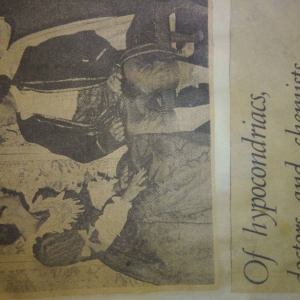 Of hypocondriacs,
doctors and chemists